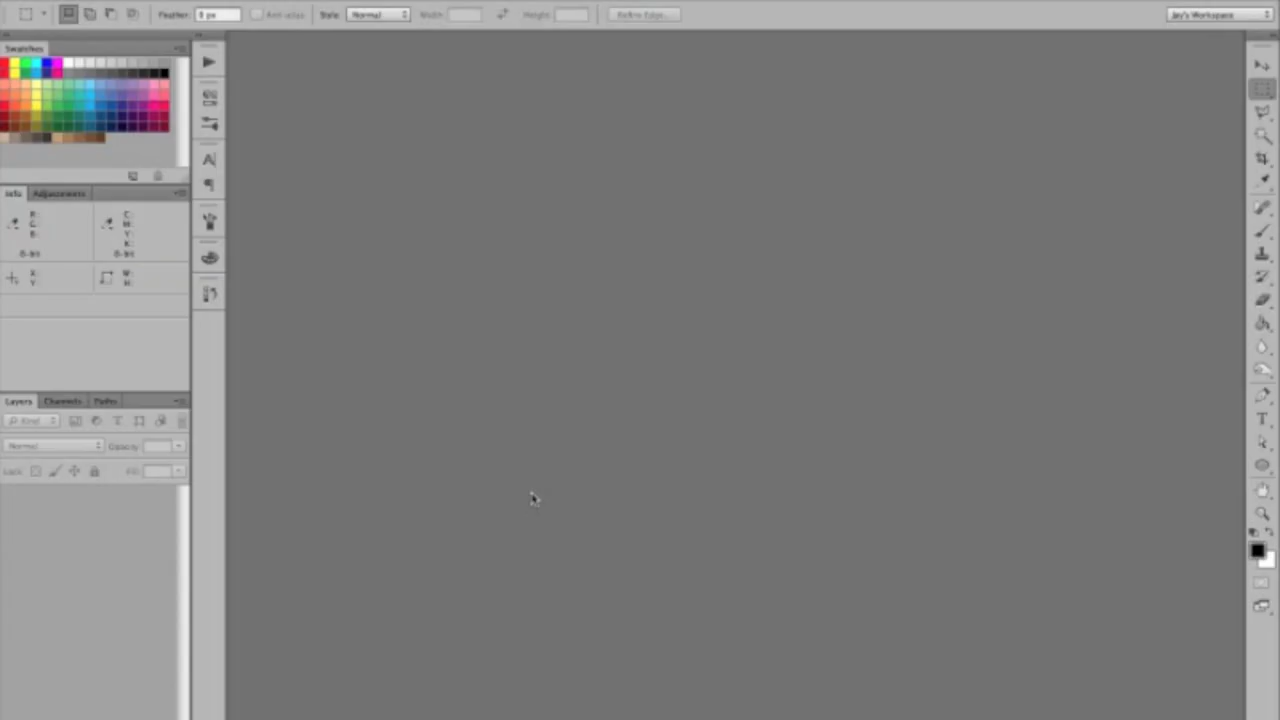 Feather: 0 px Anti-alias Style: Normal Width: Height: Refine Edge... Jay's Workspace
Swatches
Info Adjustments
R: C:
G: M:
B: Y:
K:
8-bit 8-bit
X: W:
Y: H:
Layers Channels Paths
Kind
Normal Opacity:
Lock: Fill: